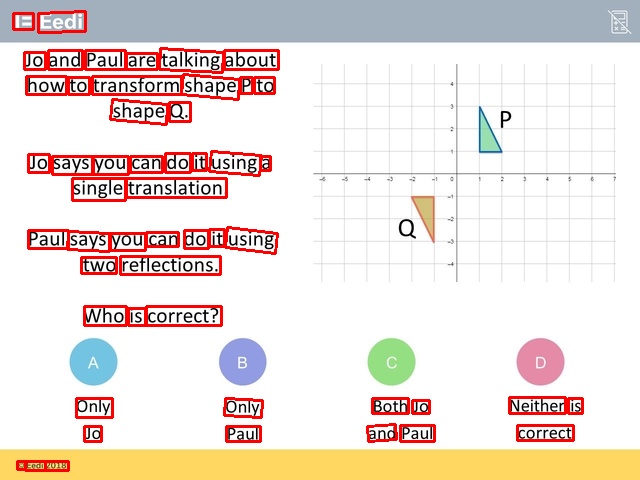 Eedi
Jo and Paul are talking about
how to transform shape P to
shape Q.
Jo says you can do it using a
single translation
Paul says you can do it using
two reflections.
Who is correct?
4
3
2
1
-6 -5 -4 -3 -2 -1 0 1 2 3 4 5 6 7
-1
-2
-3
-4
P
Q
A B C D
Only Jo
Only Paul
Both Jo and Paul
Neither is correct
© Eedi 2018